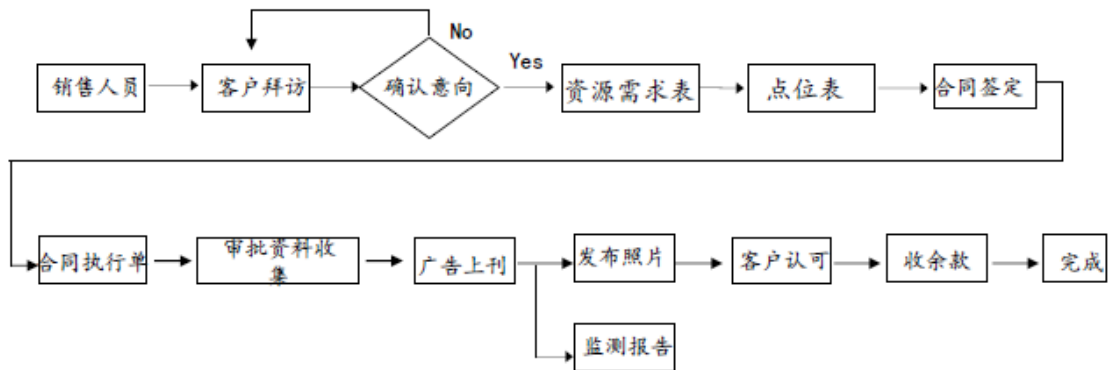 No
Yes
销售人员
客户拜访
确认意向
资源需求表
点位表
合同签定
合同执行单
审批资料收
集
广告上刊
发布照片
客户认可
收余款
完成
监测报告